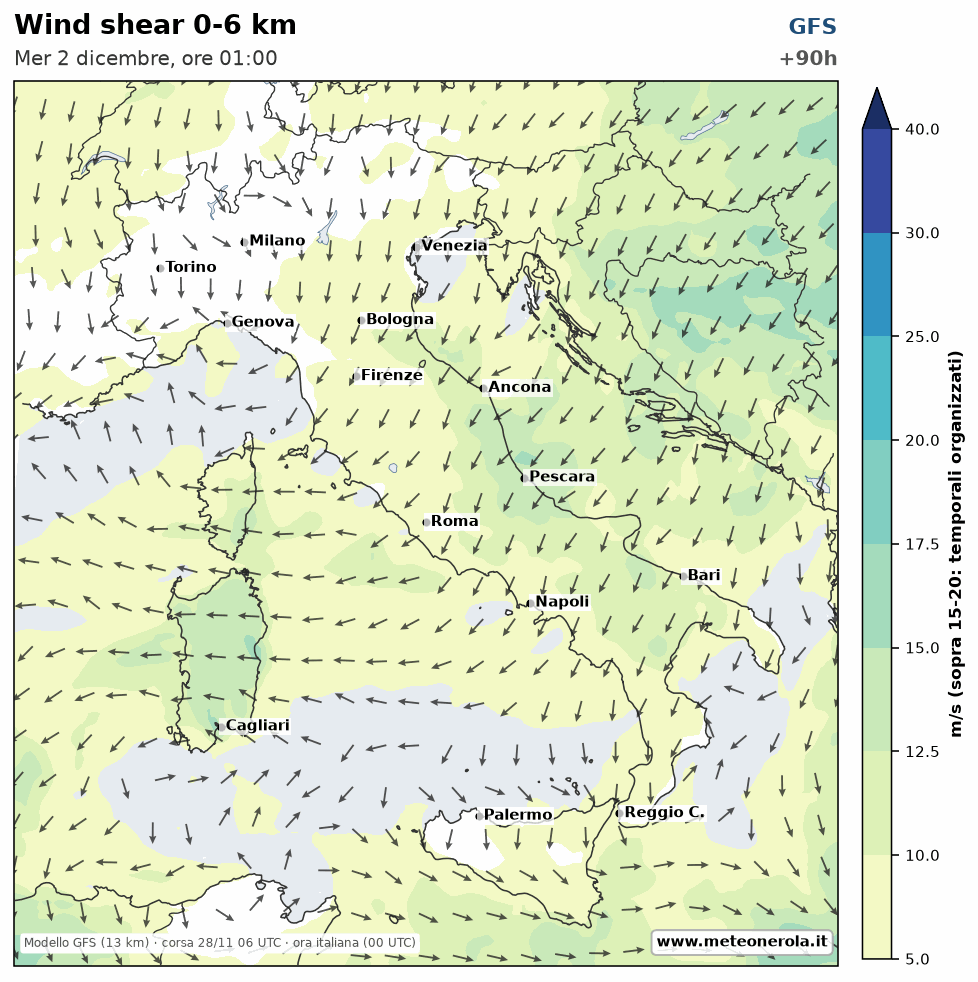 Wind shear 0-6 km
GFS
Mer 2 dicembre, ore 01:00
+90h
Milano
Venezia
Torino
Genova
Bologna
Firenze
Ancona
Pescara
Roma
Bari
Napoli
Cagliari
Palermo
Reggio C.
Modello GFS (13 km) · corsa 28/11 06 UTC · ora italiana (00 UTC)
www.meteonerola.it
40.0
30.0
25.0
20.0
17.5
15.0
12.5
10.0
5.0
m/s (sopra 15-20: temporali organizzati)